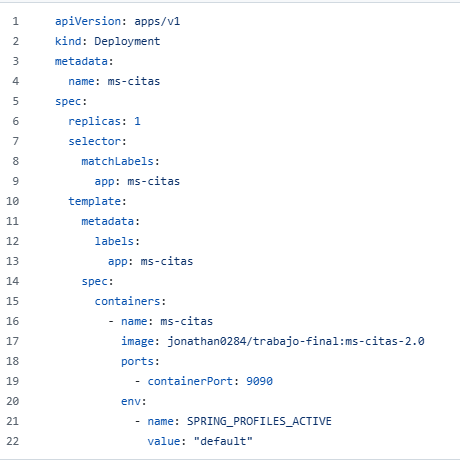 1 apiVersion: apps/v1
2 kind: Deployment
3 metadata:
4   name: ms-citas
5 spec:
6   replicas: 1
7   selector:
8     matchLabels:
9       app: ms-citas
10   template:
11     metadata:
12       labels:
13         app: ms-citas
14     spec:
15       containers:
16         - name: ms-citas
17           image: jonathan0284/trabajo-final:ms-citas-2.0
18           ports:
19             - containerPort: 9090
20           env:
21             - name: SPRING_PROFILES_ACTIVE
22               value: "default"